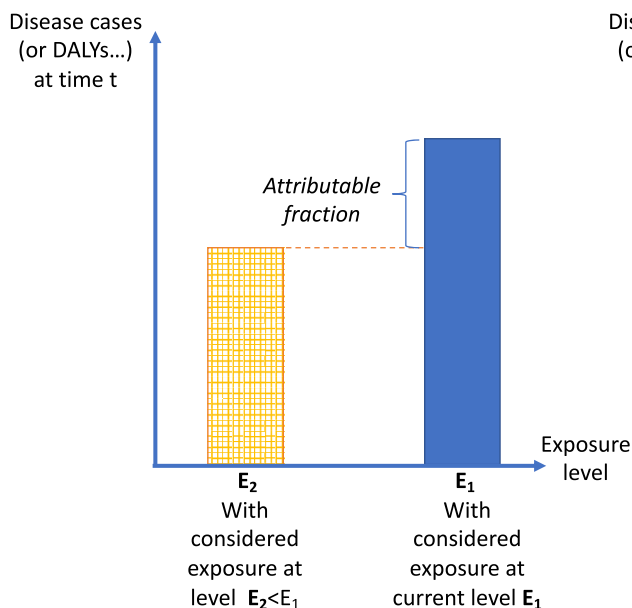 Disease cases
(or DALYs…)
at time t
Dis
(c
Attributable
fraction
Exposure
level
E₂
With
considered
exposure at
level E₂<E₁
E₁
With
considered
exposure at
current level E₁